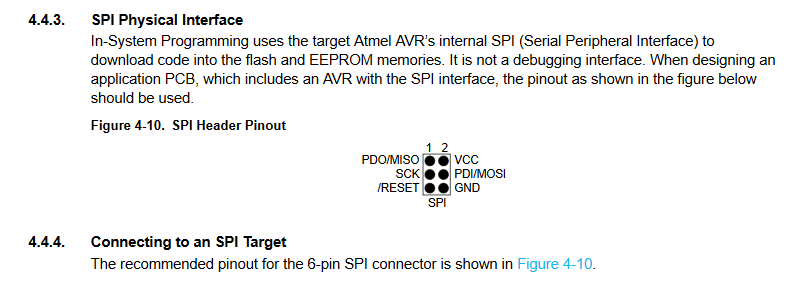 4.4.3. SPI Physical Interface
In-System Programming uses the target Atmel AVR's internal SPI (Serial Peripheral Interface) to
download code into the flash and EEPROM memories. It is not a debugging interface. When designing an
application PCB, which includes an AVR with the SPI interface, the pinout as shown in the figure below
should be used.
Figure 4-10. SPI Header Pinout
1 2
PDO/MISO VCC
SCK PDI/MOSI
/RESET GND
SPI
4.4.4. Connecting to an SPI Target
The recommended pinout for the 6-pin SPI connector is shown in Figure 4-10.